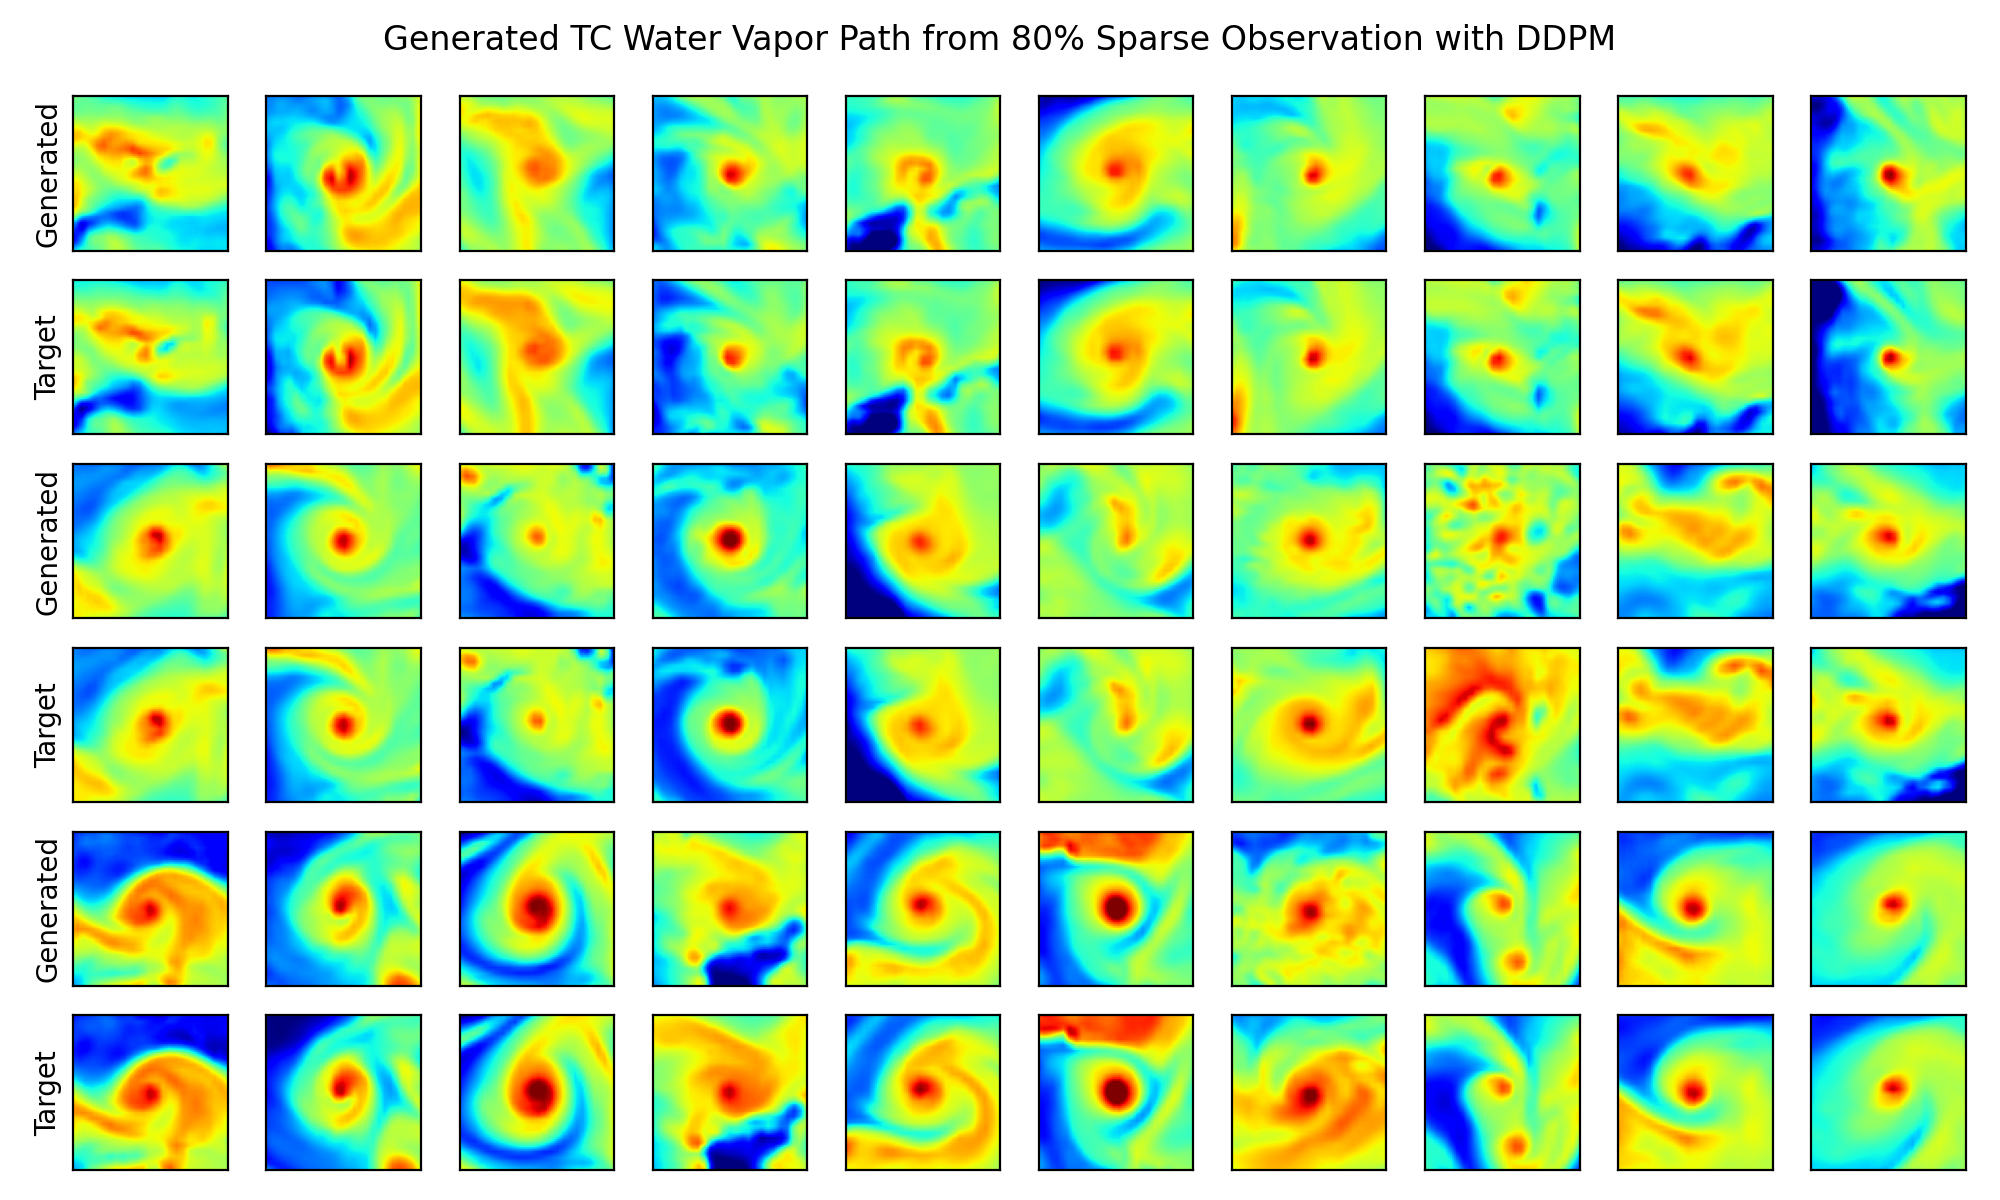 Generated TC Water Vapor Path from 80% Sparse Observation with DDPM
Generated
Target
Generated
Target
Generated
Target